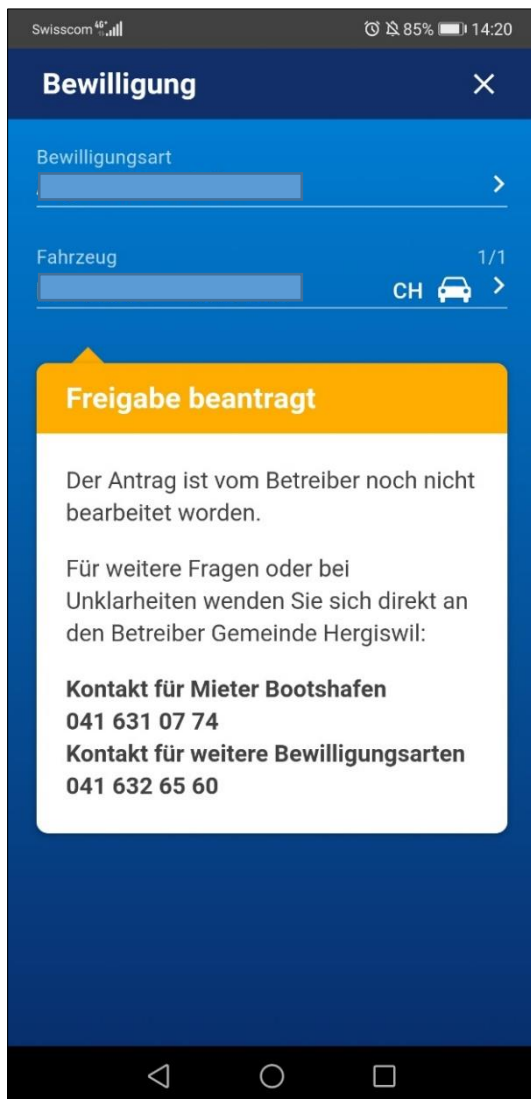 Swisscom 4G+ 85% 14:20
Bewilligung
Bewilligungsart
Fahrzeug 1/1
CH
Freigabe beantragt
Der Antrag ist vom Betreiber noch nicht
bearbeitet worden.
Für weitere Fragen oder bei
Unklarheiten wenden Sie sich direkt an
den Betreiber Gemeinde Hergiswil:
Kontakt für Mieter Bootshafen
041 631 07 74
Kontakt für weitere Bewilligungsarten
041 632 65 60